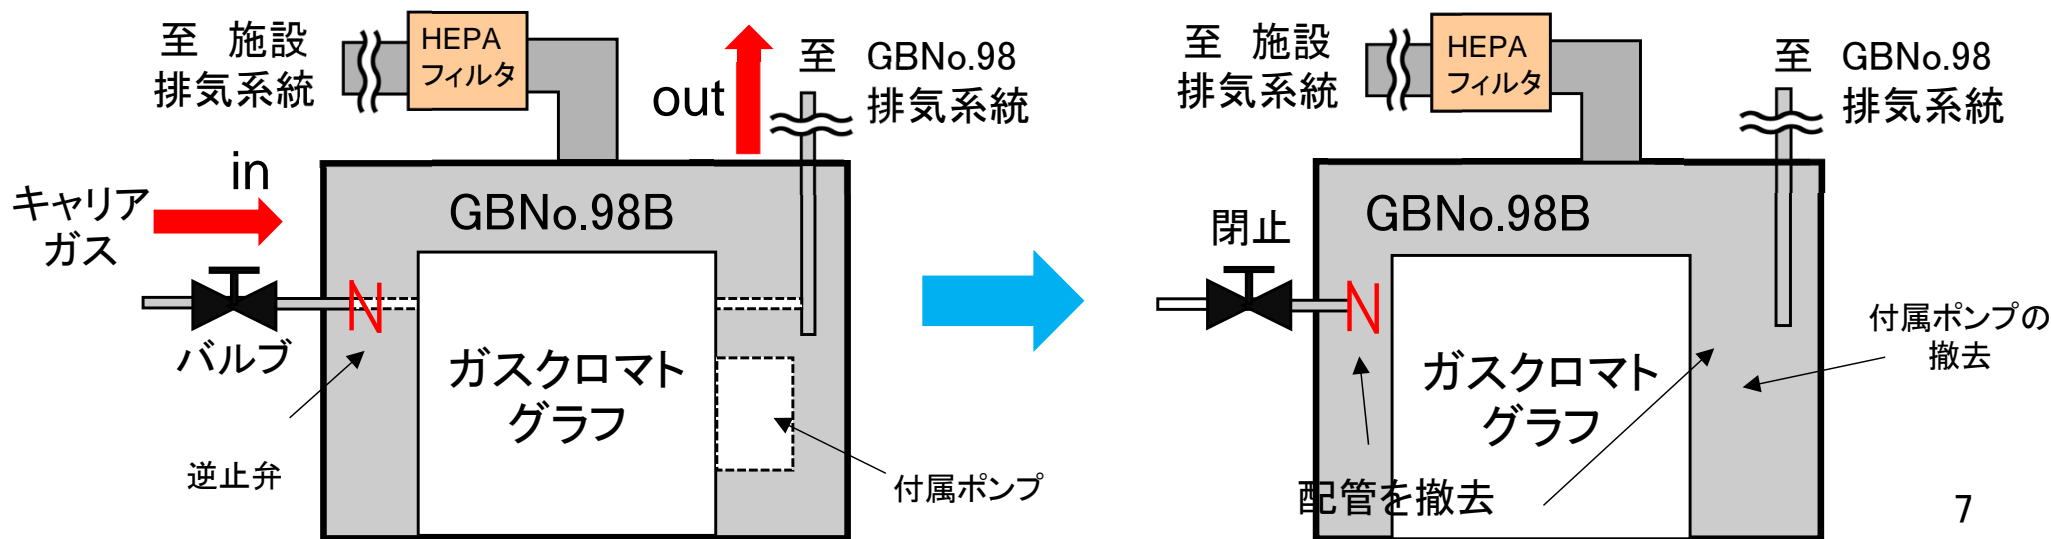 至 施設
排気系統
HEPA
フィルタ
out
至 GBNo.98
排気系統
in
キャリア
ガス
GBNo.98B
バルブ
ガスクロマト
グラフ
逆止弁
付属ポンプ
至 施設
排気系統
HEPA
フィルタ
至 GBNo.98
排気系統
閉止
GBNo.98B
ガスクロマト
グラフ
付属ポンプの
撤去
配管を撤去
7